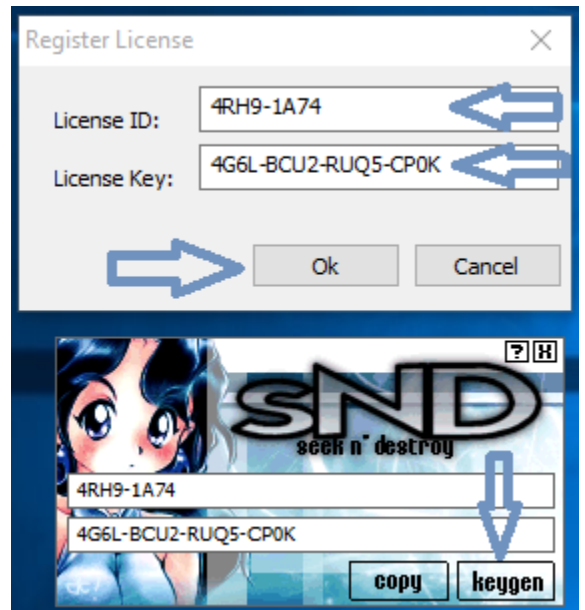 Register License
License ID:
4RH9-1A74
License Key:
4G6L-BCU2-RUQ5-CP0K
Ok
Cancel
? X
SND
seek n' destroy
4RH9-1A74
4G6L-BCU2-RUQ5-CP0K
copy
keygen